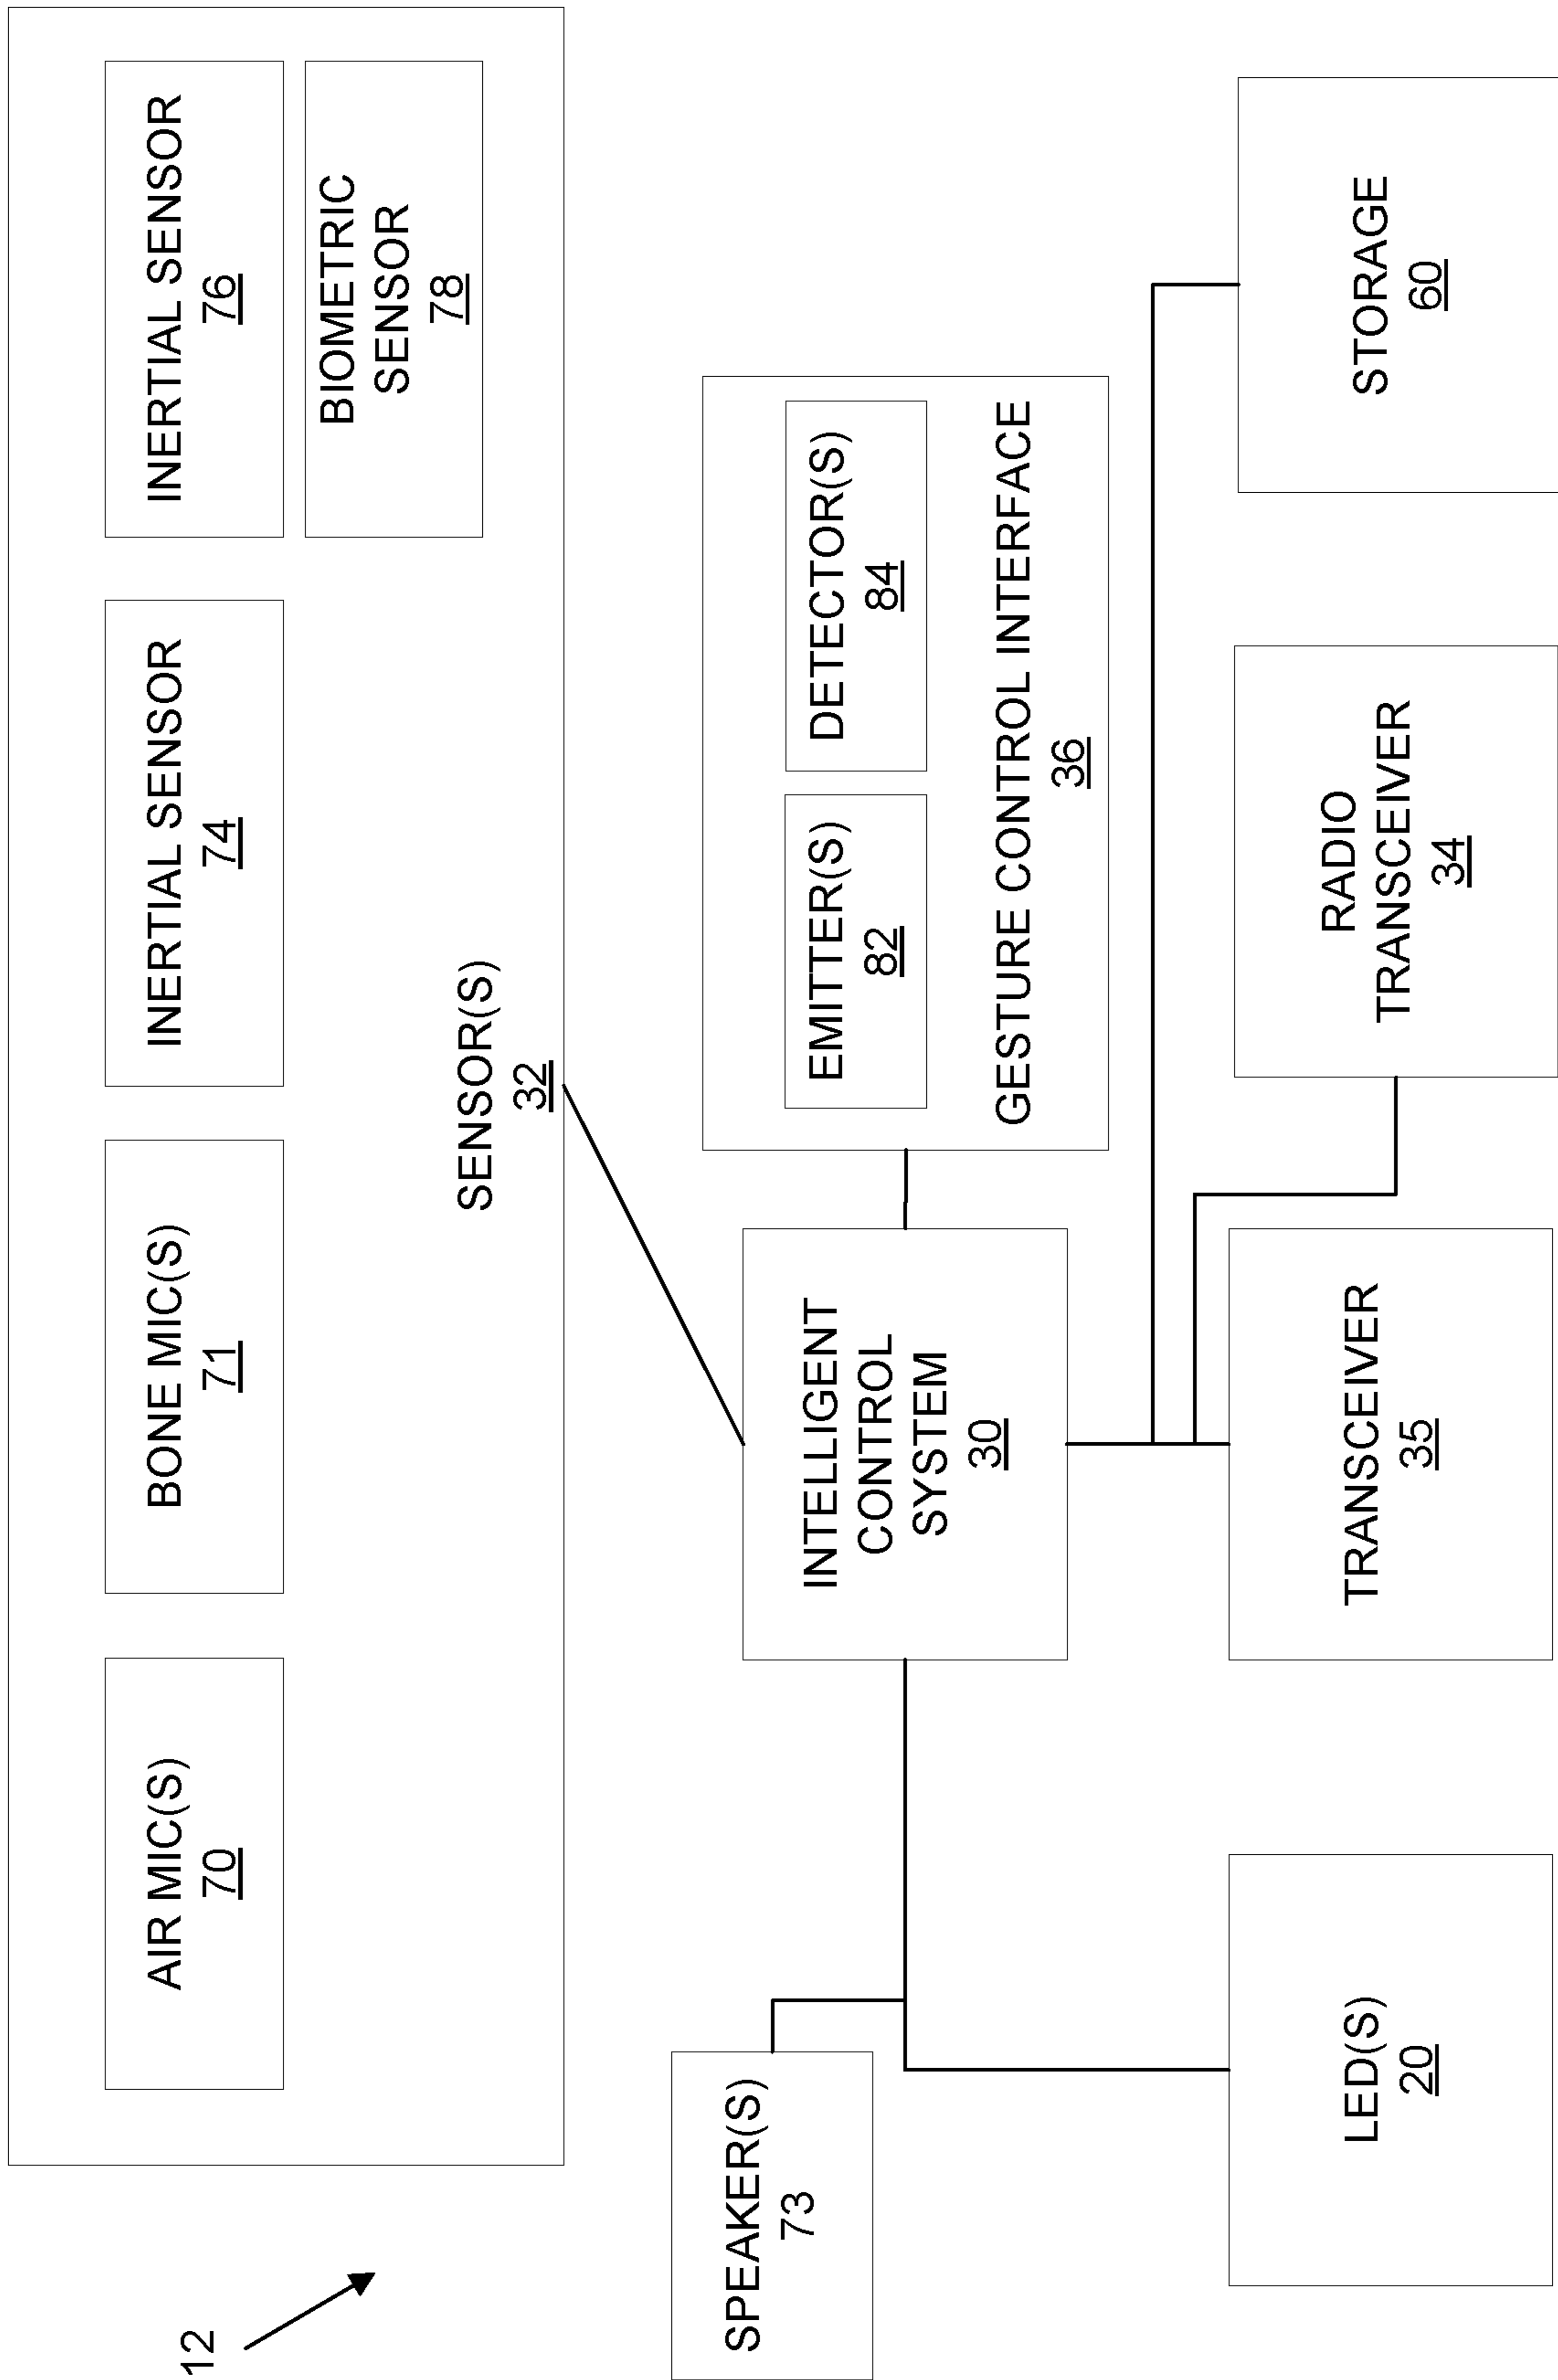 12
AIR MIC(S)
70
BONE MIC(S)
71
INERTIAL SENSOR
74
INERTIAL SENSOR
76
BIOMETRIC
SENSOR
78
SENSOR(S)
32
SPEAKER(S)
73
INTELLIGENT
CONTROL
SYSTEM
30
EMITTER(S)
82
DETECTOR(S)
84
GESTURE CONTROL INTERFACE
36
LED(S)
20
TRANSCEIVER
35
RADIO
TRANSCEIVER
34
STORAGE
60